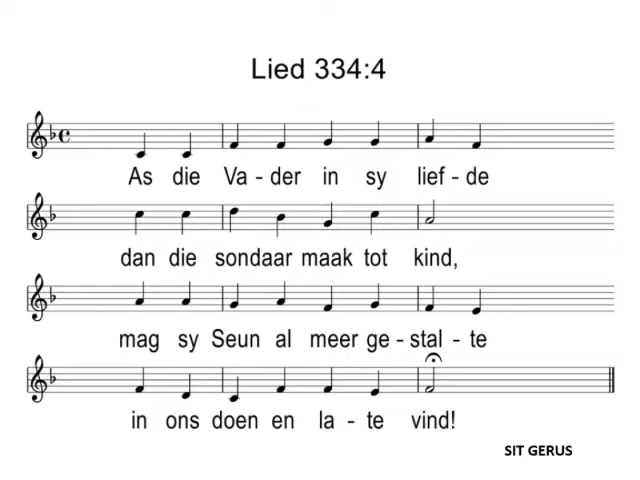 Lied 334:4
As die Va - der in sy lief - de
dan die sondaar maak tot kind,
mag sy Seun al meer ge - stal - te
in ons doen en la - te vind!
SIT GERUS